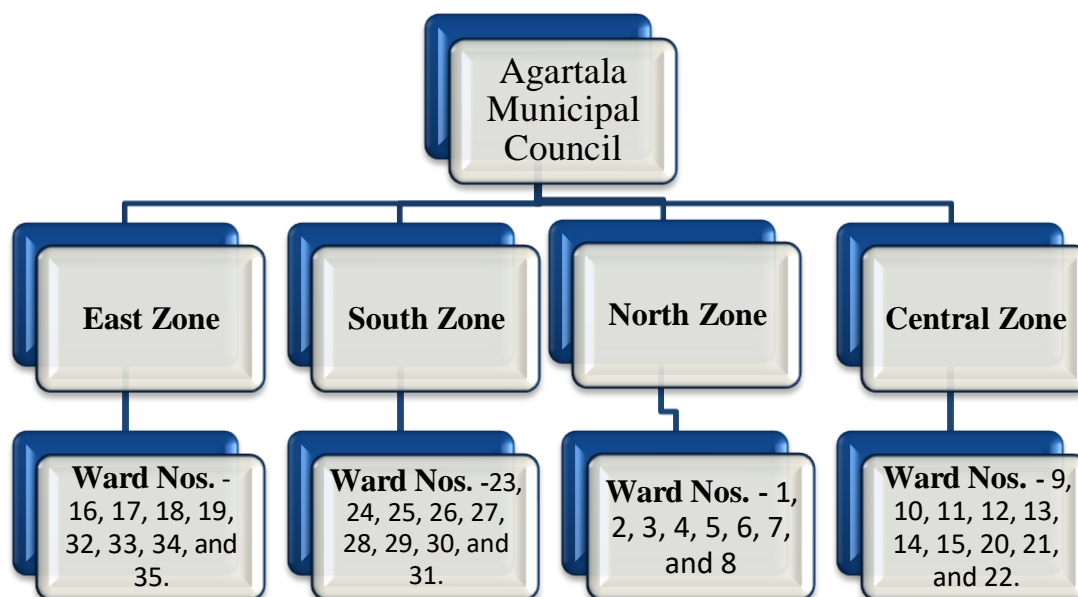 Agartala
Municipal
Council
East Zone
South Zone
North Zone
Central Zone
Ward Nos. -
16, 17, 18, 19,
32, 33, 34, and
35.
Ward Nos. -23,
24, 25, 26, 27,
28, 29, 30, and
31.
Ward Nos. - 1,
2, 3, 4, 5, 6, 7,
and 8
Ward Nos. - 9,
10, 11, 12, 13,
14, 15, 20, 21,
and 22.